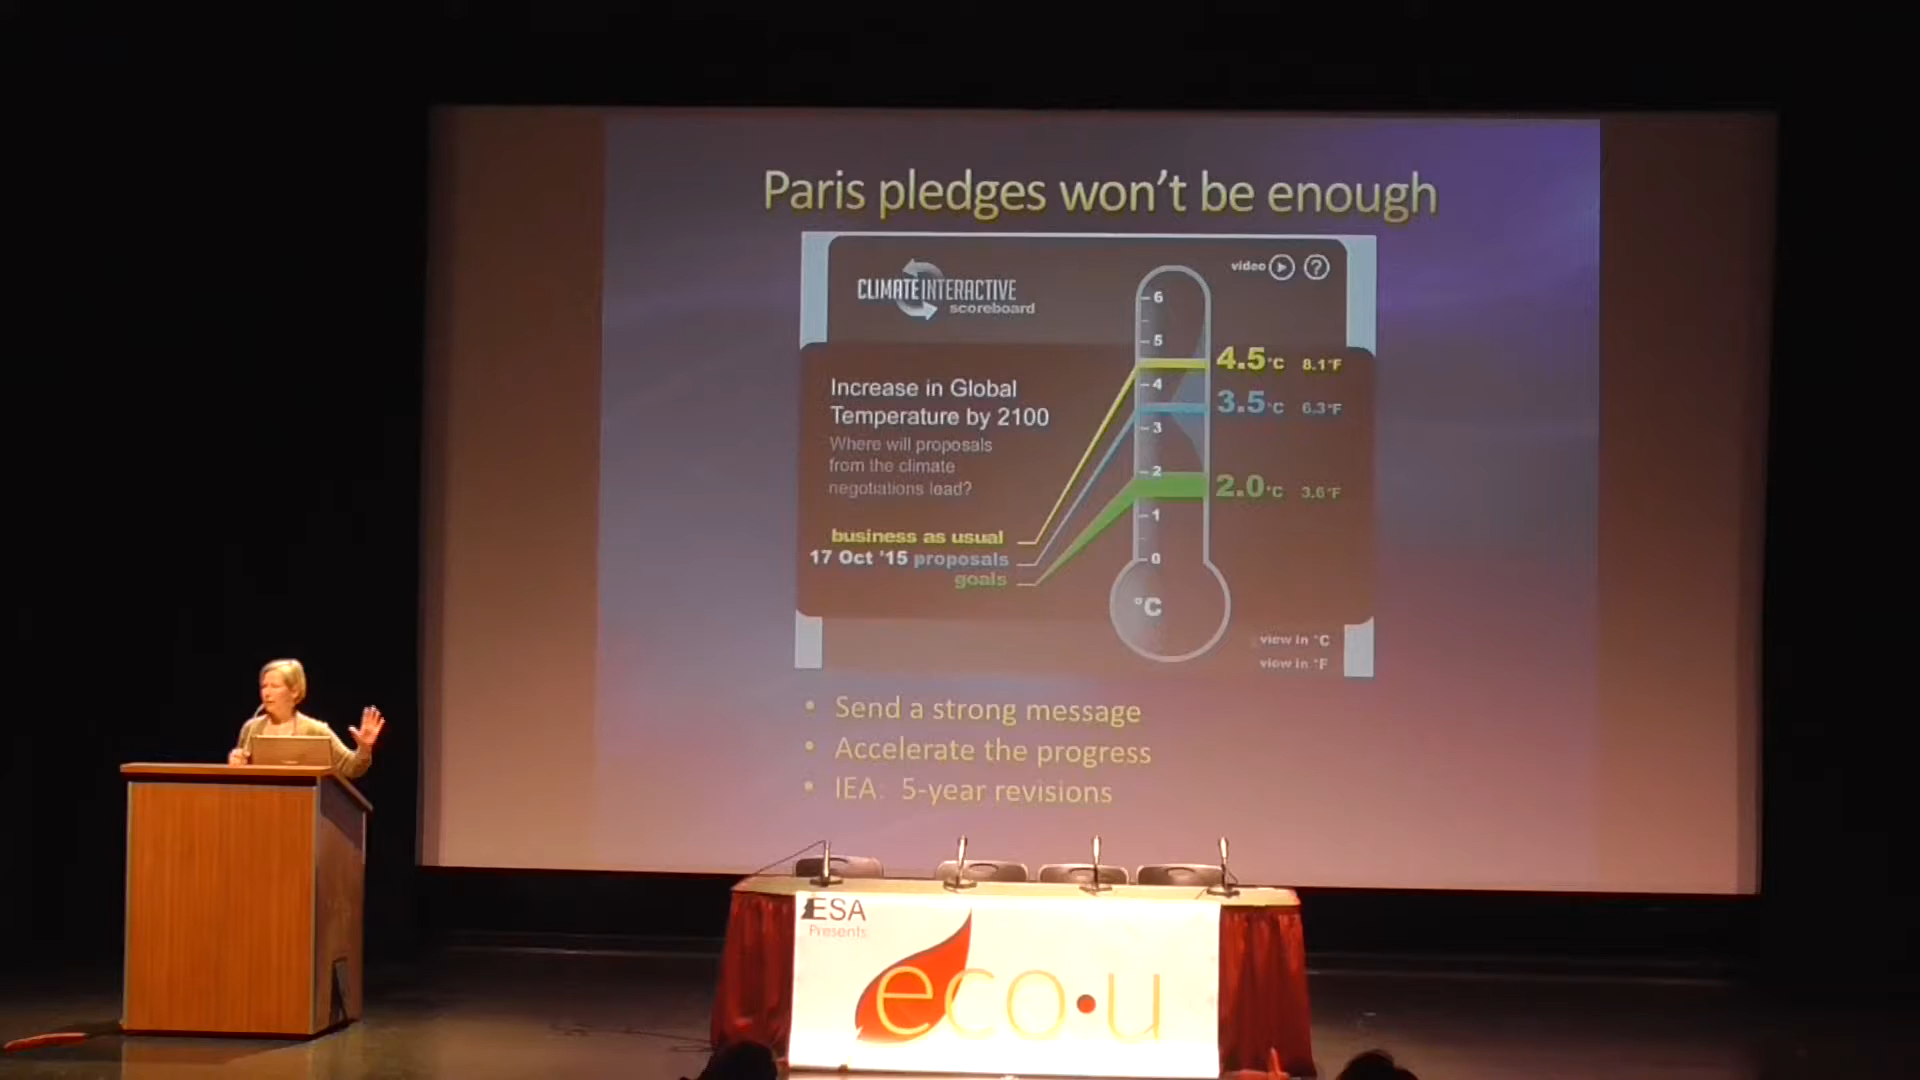 Paris pledges won't be enough
CLIMATE INTERACTIVE
scoreboard
video
?
6
5
4
3
2
1
0
°C
4.5°C 8.1°F
3.5°C 6.3°F
2.0°C 3.6°F
Increase in Global
Temperature by 2100
Where will proposals
from the climate
negotiations lead?
business as usual
17 Oct '15 proposals
goals
view in °C
view in °F
• Send a strong message
• Accelerate the progress
• IEA: 5-year revisions
ESA
Presents
eco•u